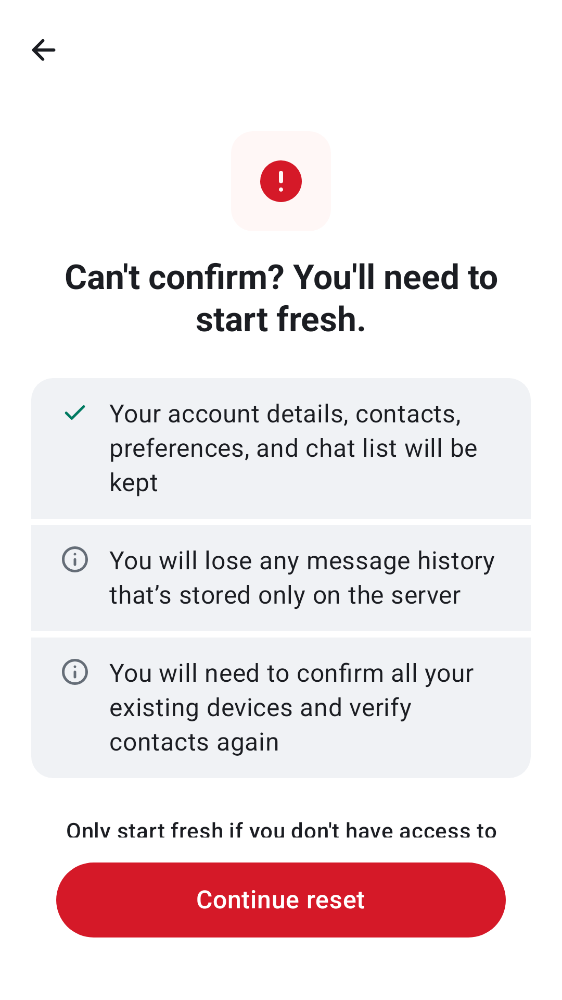 Can't confirm? You'll need to
start fresh.
Your account details, contacts,
preferences, and chat list will be
kept
You will lose any message history
that’s stored only on the server
You will need to confirm all your
existing devices and verify
contacts again
Only start fresh if you don't have access to
Continue reset